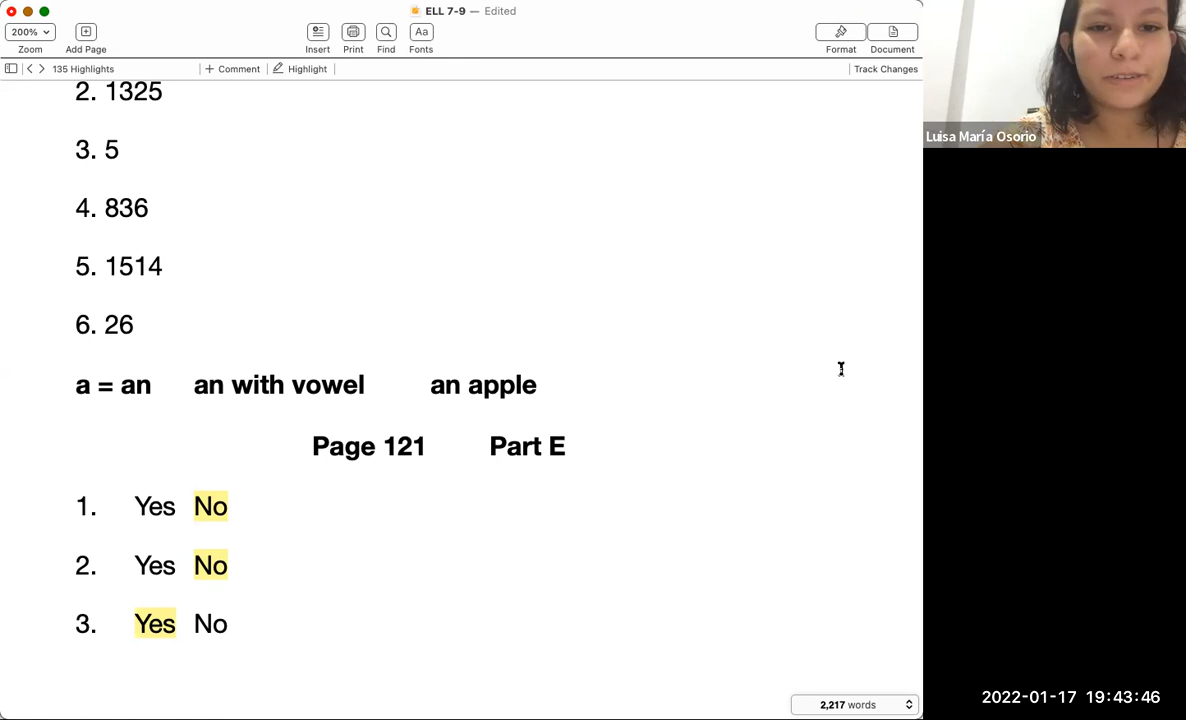 ELL 7-9 — Edited
200%
Zoom
Add Page
Insert
Print
Find
Aa
Fonts
Format
Document
135 Highlights
+ Comment
Highlight
Track Changes
2. 1325
3. 5
4. 836
5. 1514
6. 26
a = an an with vowel an apple
Page 121 Part E
1. Yes No
2. Yes No
3. Yes No
2,217 words
Luisa María Osorio
2022-01-17 19:43:46